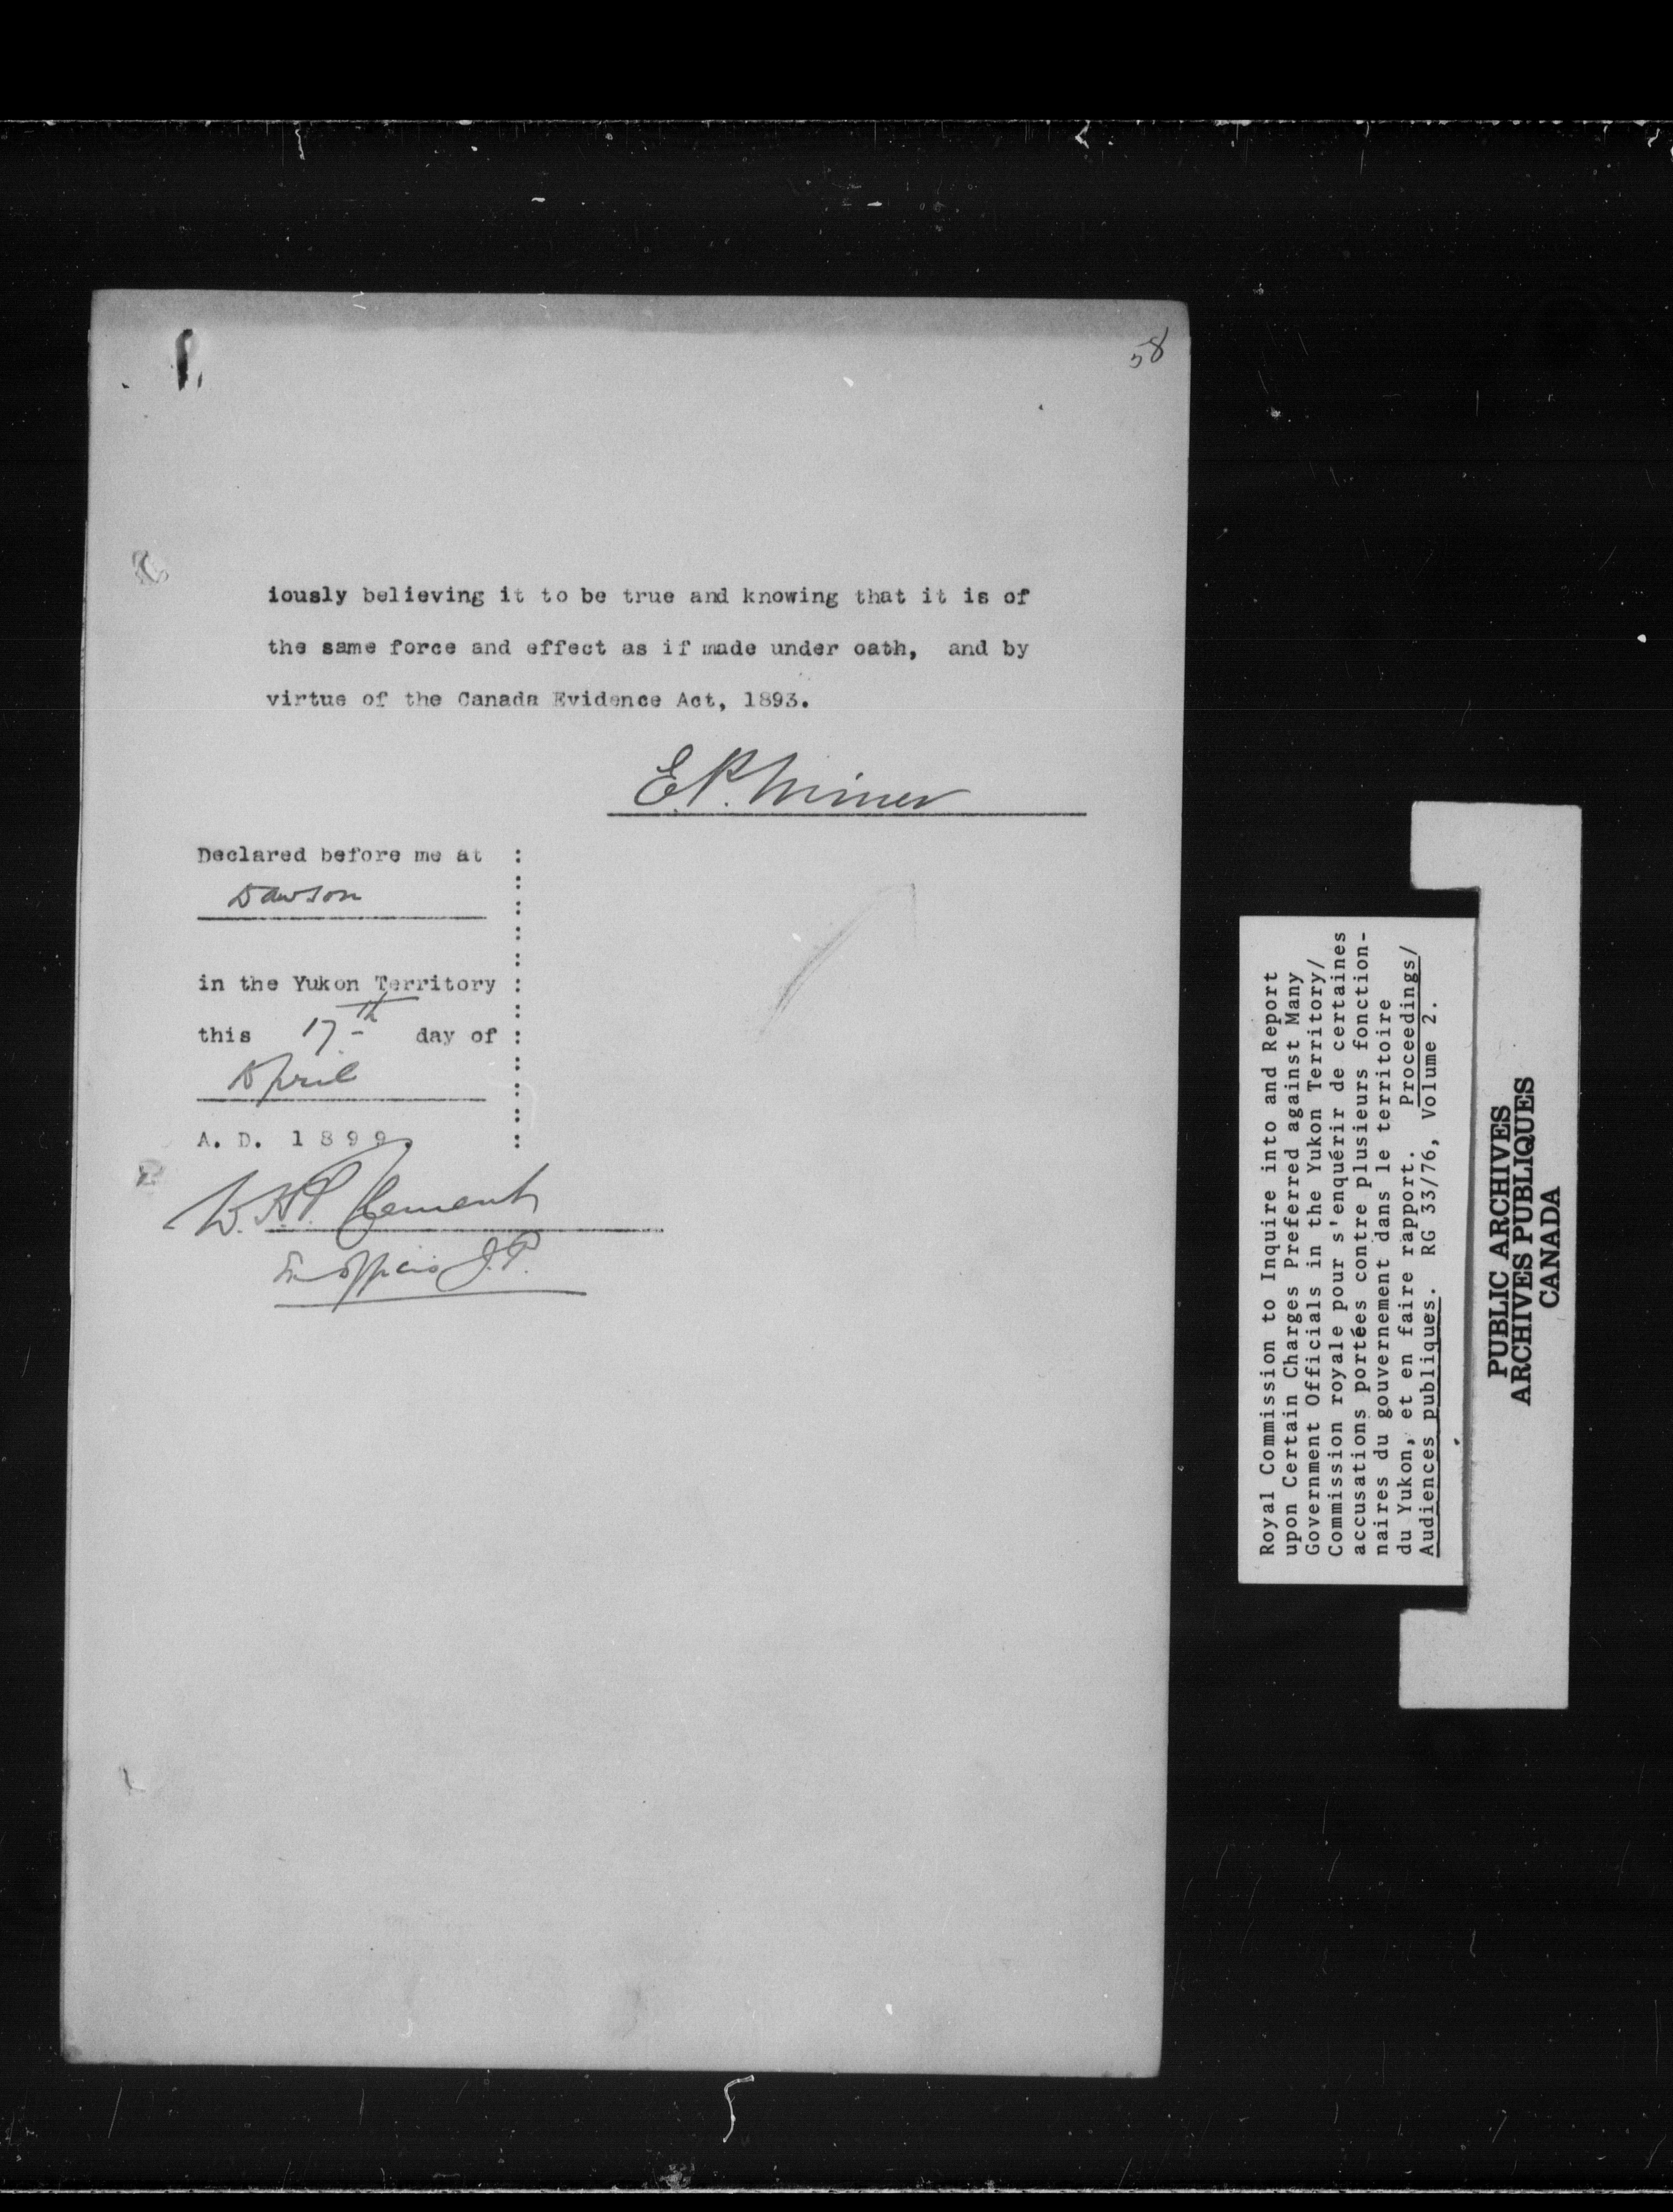 58
iously believing it to be true and knowing that it is of
the same force and effect as if made under oath, and by
virtue of the Canada Evidence Act, 1893.
E.P. Miner
Declared before me at :
Dawson
in the Yukon Territory :
this 17th day of :
April
A. D. 1 8 9 9. :
W.H.P. Clement
Ex officio J.P.
Royal Commission to Inquire into and Report
upon Certain Charges Preferred against Many
Government Officials in the Yukon Territory/
Commission royale pour s'enquérir de certaines
accusations portées contre plusieurs fonction-
naires du gouvernement dans le territoire
du Yukon, et en faire rapport. Proceedings/
Audiences publiques. RG 33/76, Volume 2.
PUBLIC ARCHIVES
ARCHIVES PUBLIQUES
CANADA